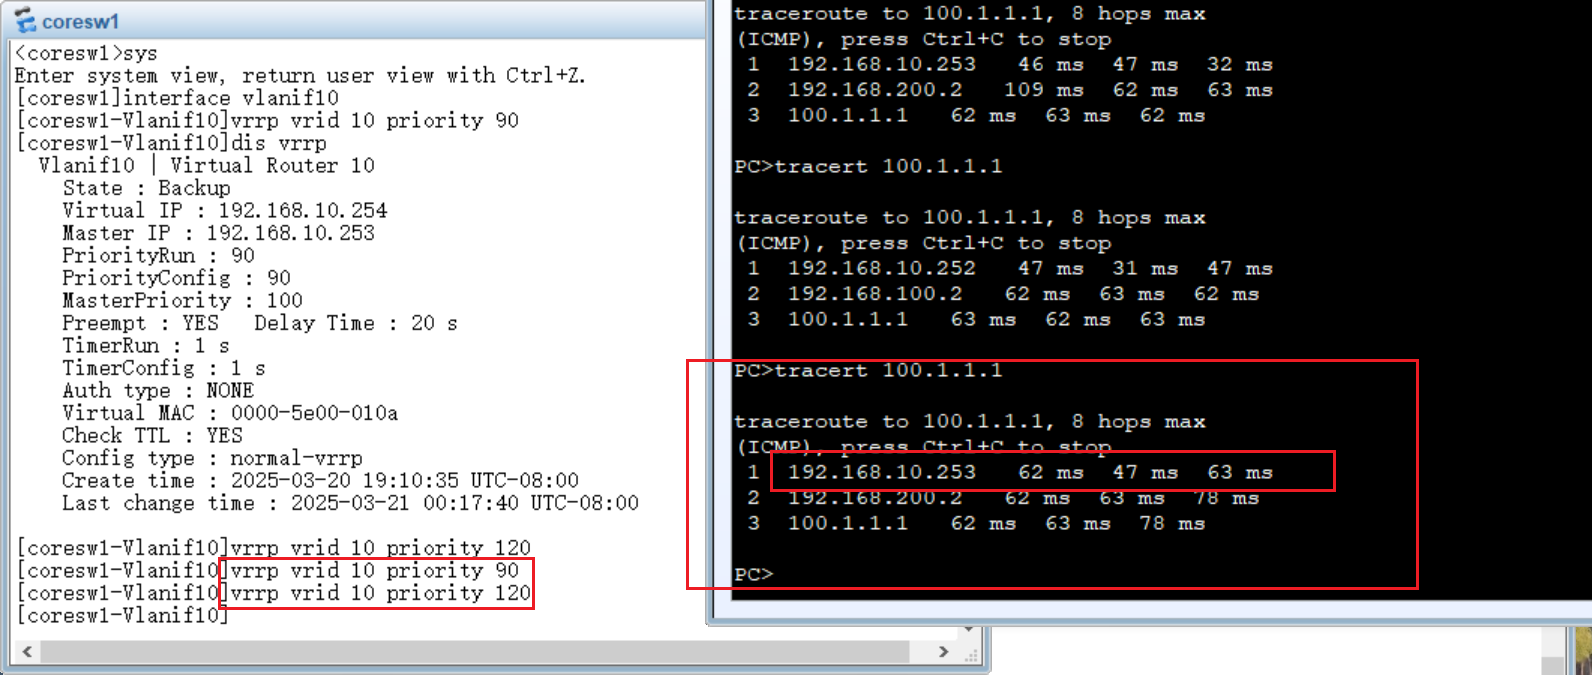 coresw1
<coresw1>sys
Enter system view, return user view with Ctrl+Z.
[coresw1]interface vlanif10
[coresw1-Vlanif10]vrrp vrid 10 priority 90
[coresw1-Vlanif10]dis vrrp
Vlanif10 | Virtual Router 10
State : Backup
Virtual IP : 192.168.10.254
Master IP : 192.168.10.253
PriorityRun : 90
PriorityConfig : 90
MasterPriority : 100
Preempt : YES   Delay Time : 20 s
TimerRun : 1 s
TimerConfig : 1 s
Auth type : NONE
Virtual MAC : 0000-5e00-010a
Check TTL : YES
Config type : normal-vrrp
Create time : 2025-03-20 19:10:35 UTC-08:00
Last change time : 2025-03-21 00:17:40 UTC-08:00
[coresw1-Vlanif10]vrrp vrid 10 priority 120
[coresw1-Vlanif10]vrrp vrid 10 priority 90
[coresw1-Vlanif10]vrrp vrid 10 priority 120
[coresw1-Vlanif10]
traceroute to 100.1.1.1, 8 hops max
(ICMP), press Ctrl+C to stop
1  192.168.10.253   46 ms  47 ms  32 ms
2  192.168.200.2   109 ms  62 ms  63 ms
3  100.1.1.1   62 ms  63 ms  62 ms
PC>tracert 100.1.1.1
traceroute to 100.1.1.1, 8 hops max
(ICMP), press Ctrl+C to stop
1  192.168.10.252   47 ms  31 ms  47 ms
2  192.168.100.2   62 ms  63 ms  62 ms
3  100.1.1.1   63 ms  62 ms  63 ms
PC>tracert 100.1.1.1
traceroute to 100.1.1.1, 8 hops max
(ICMP), press Ctrl+C to stop
1  192.168.10.253   62 ms  47 ms  63 ms
2  192.168.200.2   62 ms  63 ms  78 ms
3  100.1.1.1   62 ms  63 ms  78 ms
PC>